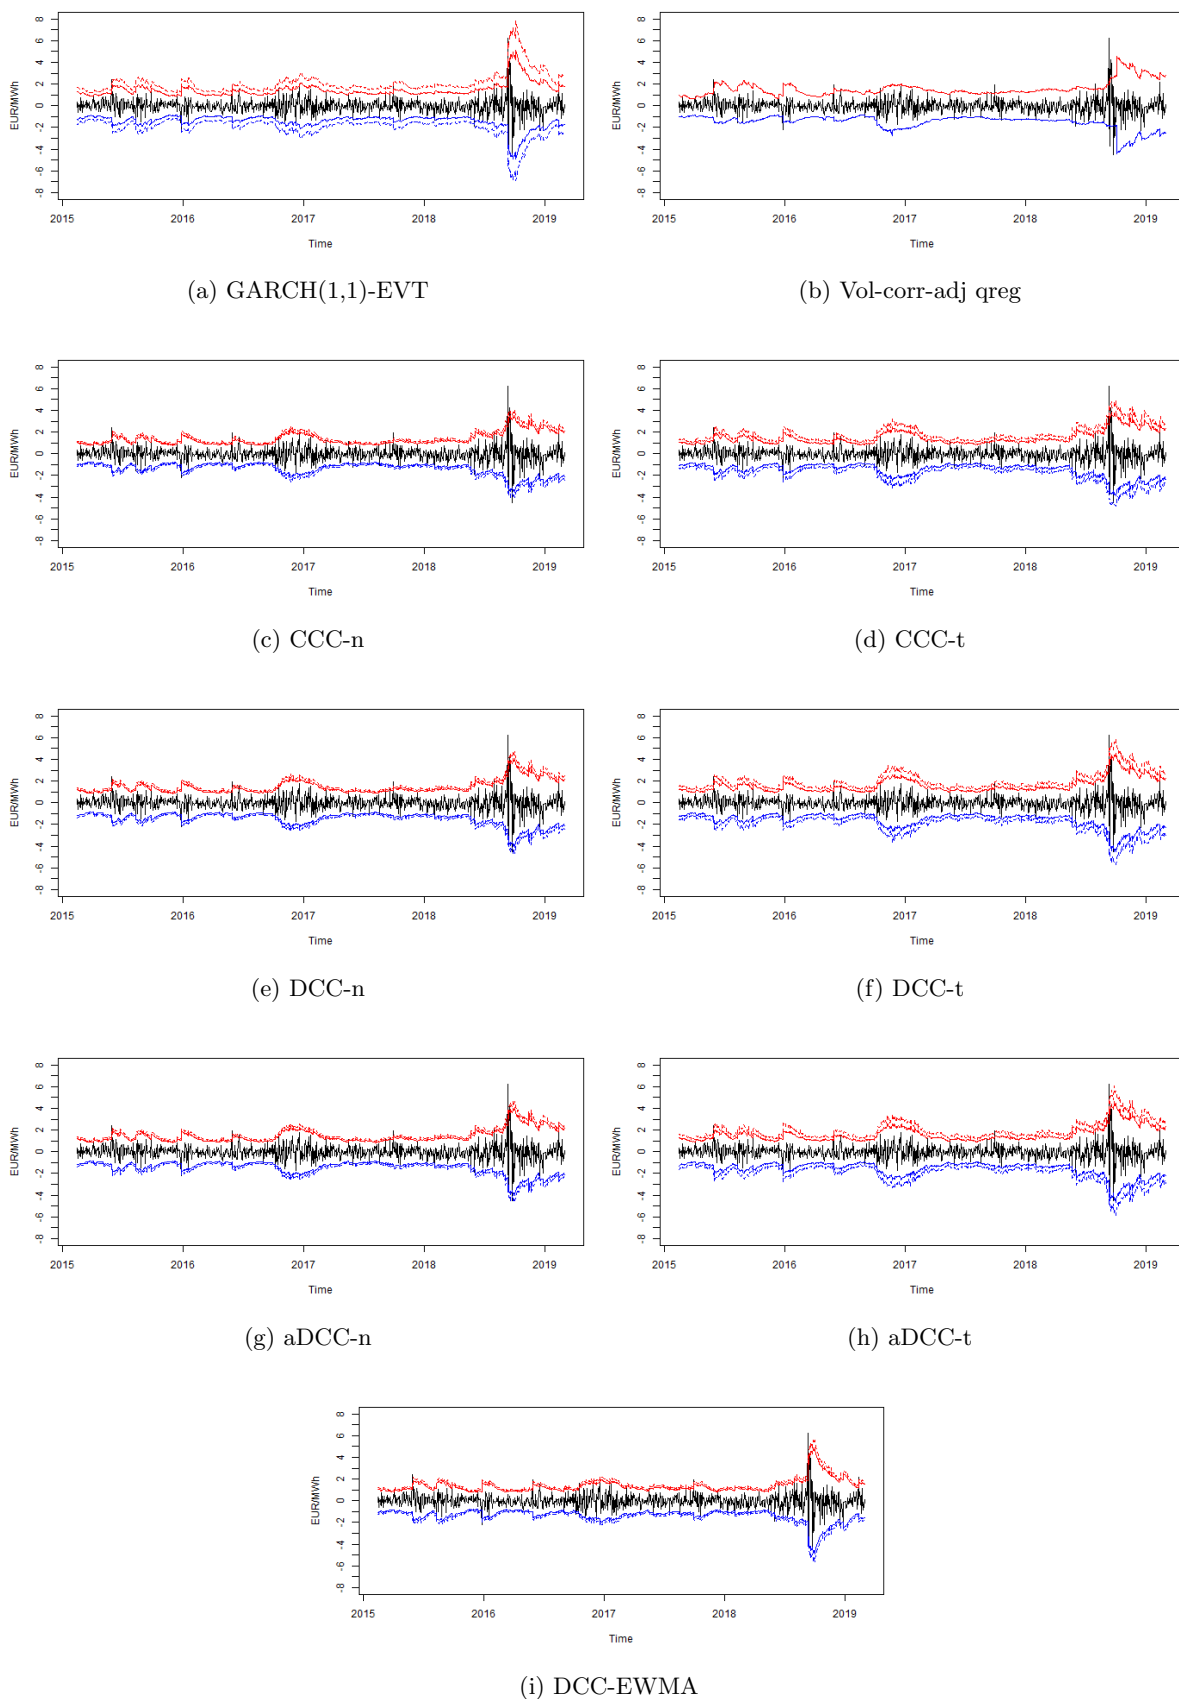 EUR/MWh
8
6
4
2
0
-2
-4
-6
-8
2015 2016 2017 2018 2019
Time
(a) GARCH(1,1)-EVT
EUR/MWh
8
6
4
2
0
-2
-4
-6
-8
2015 2016 2017 2018 2019
Time
(b) Vol-corr-adj qreg
EUR/MWh
8
6
4
2
0
-2
-4
-6
-8
2015 2016 2017 2018 2019
Time
(c) CCC-n
EUR/MWh
8
6
4
2
0
-2
-4
-6
-8
2015 2016 2017 2018 2019
Time
(d) CCC-t
EUR/MWh
8
6
4
2
0
-2
-4
-6
-8
2015 2016 2017 2018 2019
Time
(e) DCC-n
EUR/MWh
8
6
4
2
0
-2
-4
-6
-8
2015 2016 2017 2018 2019
Time
(f) DCC-t
EUR/MWh
8
6
4
2
0
-2
-4
-6
-8
2015 2016 2017 2018 2019
Time
(g) aDCC-n
EUR/MWh
8
6
4
2
0
-2
-4
-6
-8
2015 2016 2017 2018 2019
Time
(h) aDCC-t
EUR/MWh
8
6
4
2
0
-2
-4
-6
-8
2015 2016 2017 2018 2019
Time
(i) DCC-EWMA